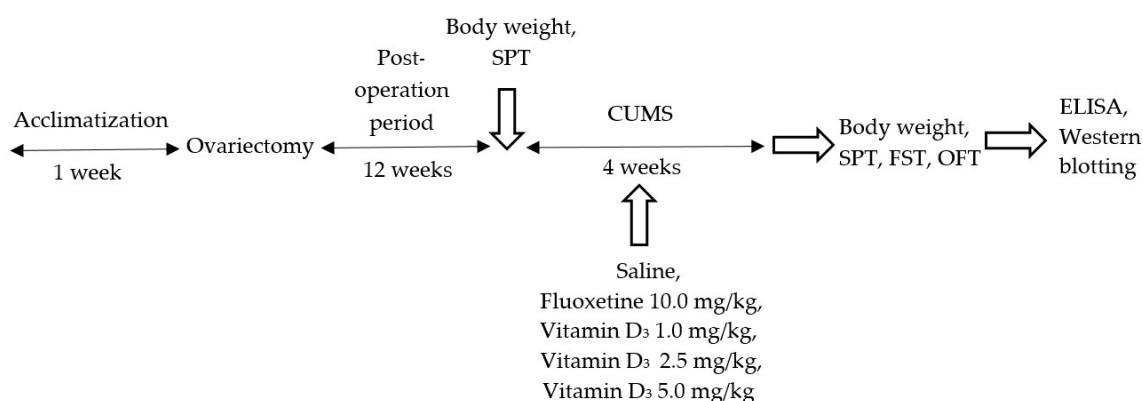 Acclimatization
1 week
Ovariectomy
Post-
operation
period
12 weeks
Body weight,
SPT
CUMS
4 weeks
Saline,
Fluoxetine 10.0 mg/kg,
Vitamin D₃ 1.0 mg/kg,
Vitamin D₃ 2.5 mg/kg,
Vitamin D₃ 5.0 mg/kg
Body weight,
SPT, FST, OFT
ELISA,
Western
blotting